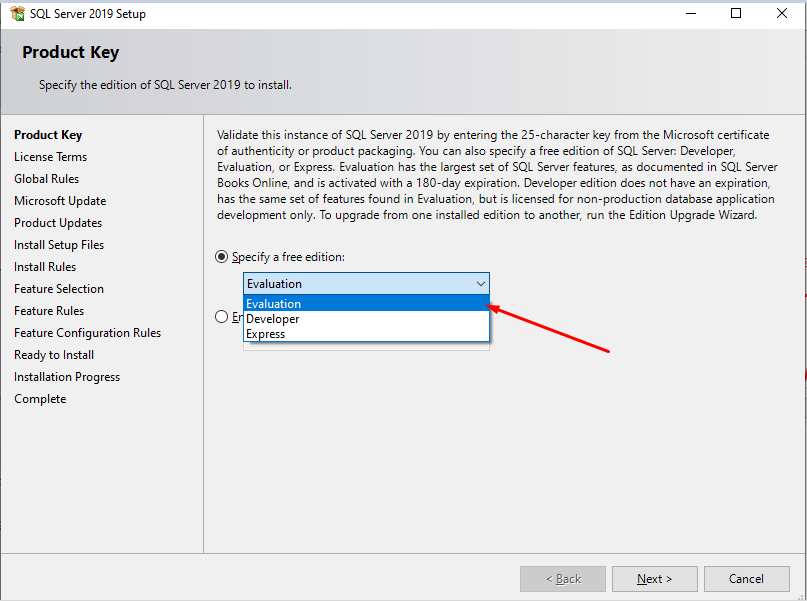 SQL Server 2019 Setup
Product Key
Specify the edition of SQL Server 2019 to install.
Product Key
License Terms
Global Rules
Microsoft Update
Product Updates
Install Setup Files
Install Rules
Feature Selection
Feature Rules
Feature Configuration Rules
Ready to Install
Installation Progress
Complete
Validate this instance of SQL Server 2019 by entering the 25-character key from the Microsoft certificate
of authenticity or product packaging. You can also specify a free edition of SQL Server: Developer,
Evaluation, or Express. Evaluation has the largest set of SQL Server features, as documented in SQL Server
Books Online, and is activated with a 180-day expiration. Developer edition does not have an expiration,
has the same set of features found in Evaluation, but is licensed for non-production database application
development only. To upgrade from one installed edition to another, run the Edition Upgrade Wizard.
Specify a free edition:
Evaluation
Evaluation
Developer
Express
< Back
Next >
Cancel